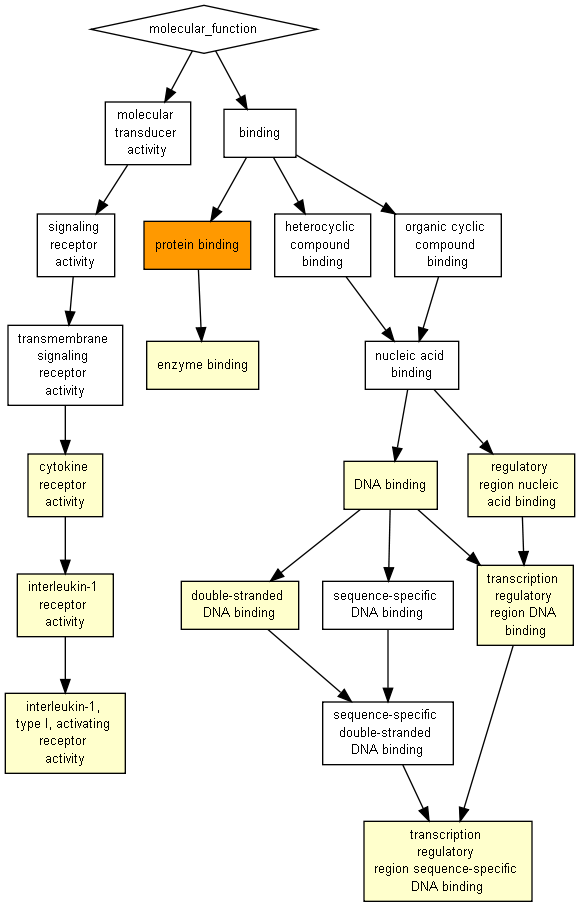 molecular_function
molecular
transducer
activity
binding
signaling
receptor
activity
protein binding
heterocyclic
compound
binding
organic cyclic
compound
binding
transmembrane
signaling
receptor
activity
enzyme binding
nucleic acid
binding
cytokine
receptor
activity
DNA binding
regulatory
region nucleic
acid binding
interleukin-1
receptor
activity
double-stranded
DNA binding
sequence-specific
DNA binding
transcription
regulatory
region DNA
binding
interleukin-1,
type I, activating
receptor
activity
sequence-specific
double-stranded
DNA binding
transcription
regulatory
region sequence-specific
DNA binding